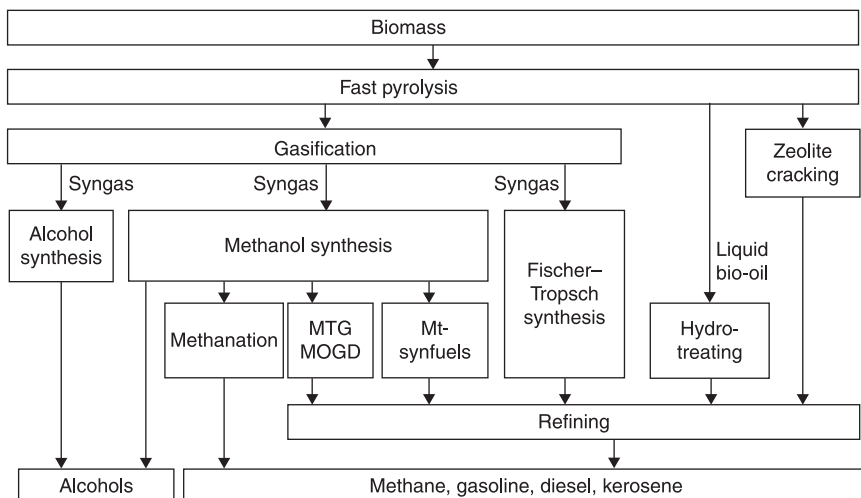 Biomass
Fast pyrolysis
Gasification
Zeolite
cracking
Syngas
Syngas
Syngas
Alcohol
synthesis
Methanol synthesis
Fischer–
Tropsch
synthesis
Liquid
bio-oil
Methanation
MTG
MOGD
Mt-
synfuels
Hydro-
treating
Refining
Alcohols
Methane, gasoline, diesel, kerosene